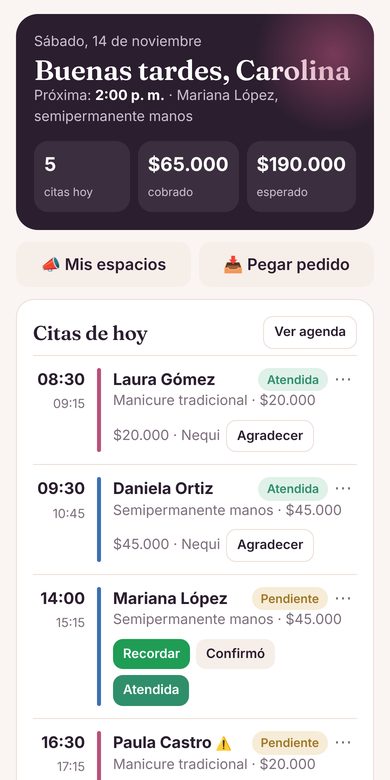 Sábado, 14 de noviembre
Buenas tardes, Carolina
Próxima: 2:00 p. m. · Mariana López,
semipermanente manos
5 $65.000 $190.000
citas hoy cobrado esperado
📣 Mis espacios 📥 Pegar pedido
Citas de hoy Ver agenda
08:30 Laura Gómez Atendida ···
09:15 Manicure tradicional · $20.000
$20.000 · Nequi Agradecer
09:30 Daniela Ortiz Atendida ···
10:45 Semipermanente manos · $45.000
$45.000 · Nequi Agradecer
14:00 Mariana López Pendiente ···
15:15 Semipermanente manos · $45.000
Recordar Confirmó
Atendida
16:30 Paula Castro ⚠️ Pendiente ···
17:15 Manicure tradicional · $20.000